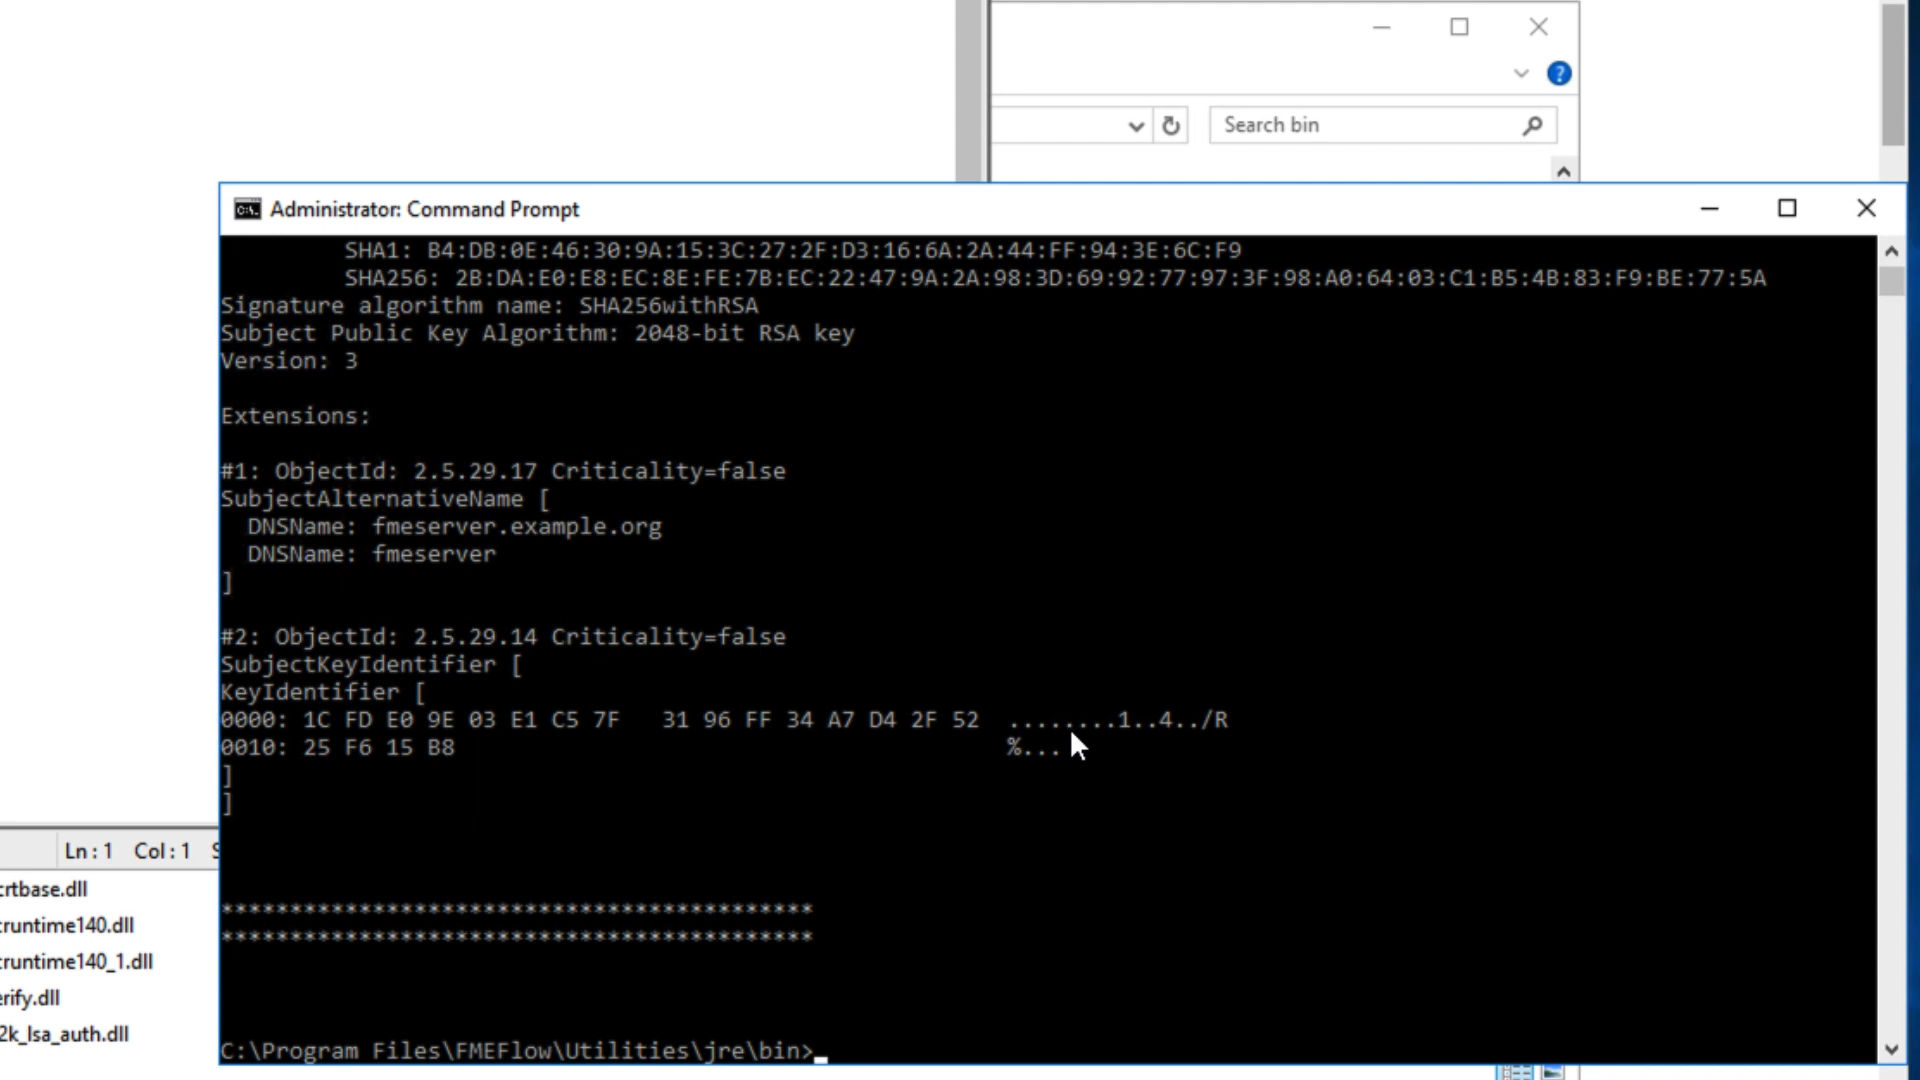 Search bin
Administrator: Command Prompt
SHA1: B4:DB:0E:46:30:9A:15:3C:27:2F:D3:16:6A:2A:44:FF:94:3E:6C:F9
SHA256: 2B:DA:E0:E8:EC:8E:FE:7B:EC:22:47:9A:2A:98:3D:69:92:77:97:3F:98:A0:64:03:C1:B5:4B:83:F9:BE:77:5A
Signature algorithm name: SHA256withRSA
Subject Public Key Algorithm: 2048-bit RSA key
Version: 3
Extensions:
#1: ObjectId: 2.5.29.17 Criticality=false
SubjectAlternativeName [
DNSName: fmeserver.example.org
DNSName: fmeserver
]
#2: ObjectId: 2.5.29.14 Criticality=false
SubjectKeyIdentifier [
KeyIdentifier [
0000: 1C FD E0 9E 03 E1 C5 7F   31 96 FF 34 A7 D4 2F 52  ........1..4../R
0010: 25 F6 15 B8                                        %...
]
]
*******************************************
*******************************************
C:\Program Files\FMEFlow\Utilities\jre\bin>
Ln : 1 Col : 1 S
crtbase.dll
runtime140.dll
runtime140_1.dll
erify.dll
2k_lsa_auth.dll